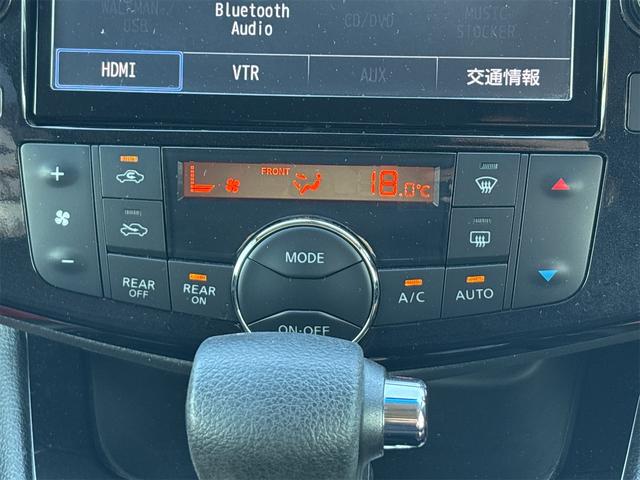 WALKMAN/
USB
Bluetooth
Audio
CD/DVD
MUSIC
STOCKER
HDMI
VTR
AUX
交通情報
FRONT
18.0°C
+
−
MODE
REAR
OFF
REAR
ON
A/C
AUTO
ON·OFF